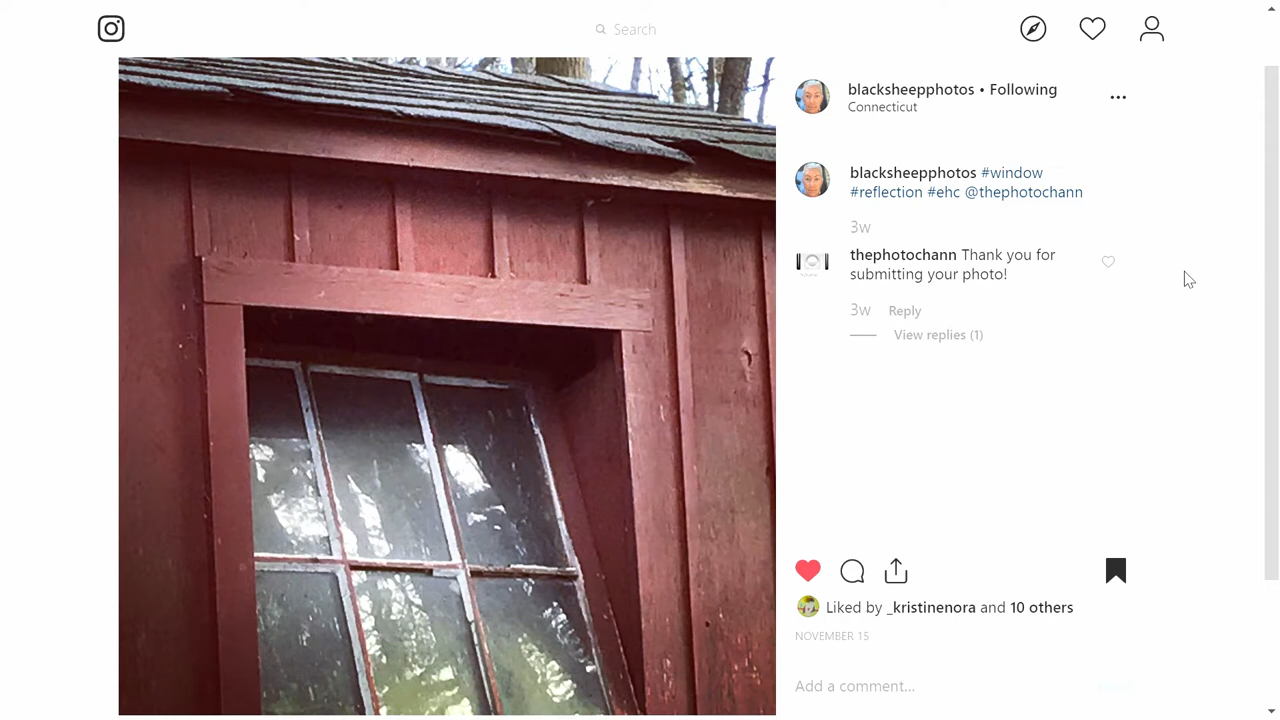 Search
blacksheepphotos • Following
Connecticut
blacksheepphotos #window
#reflection #ehc @thephotochann
3w
thephotochann Thank you for
submitting your photo!
3w Reply
View replies (1)
Liked by _kristinenora and 10 others
NOVEMBER 15
Add a comment...